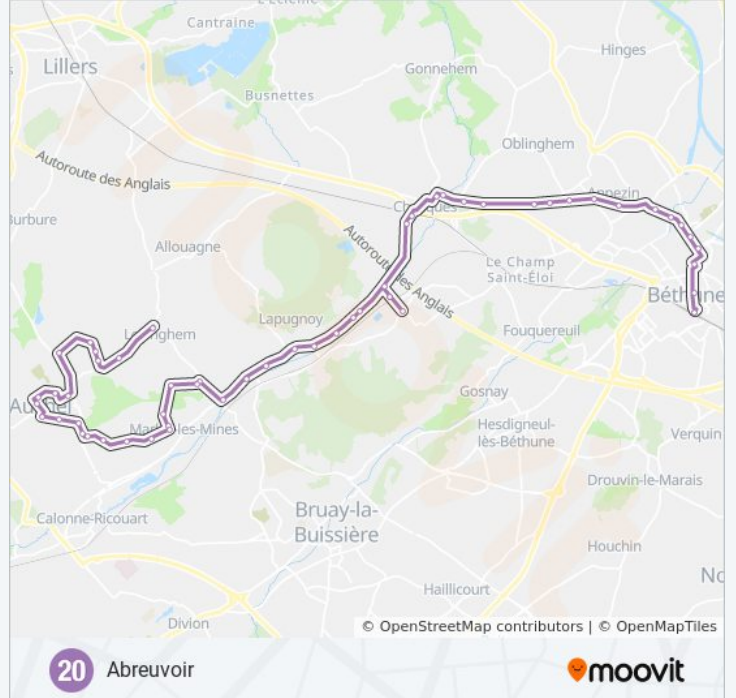 Cantraine
Lillers
Hinges
Gonnehem
Busnettes
Oblinghem
Autoroute des Anglais
Annezin
Burbure
Allouagne
Autoroute des Anglais
Le Champ
Saint-Éloi
Béthune
Lapugnoy
Fouquereuil
Gosnay
Hesdigneul-
lès-Béthune
Verquin
Drouvin-le-Marais
Calonne-Ricouart
Bruay-la-
Buissière
Houchin
Haillicourt
Divion
© OpenStreetMap contributors | © OpenMapTiles
20 Abreuvoir
moovit